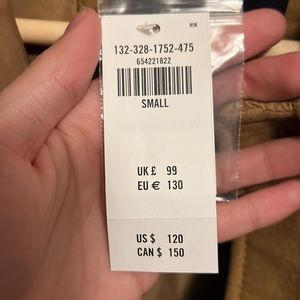 132-328-1752-475
654221822
SMALL
UK £ 99
EU € 130
US $ 120
CAN $ 150